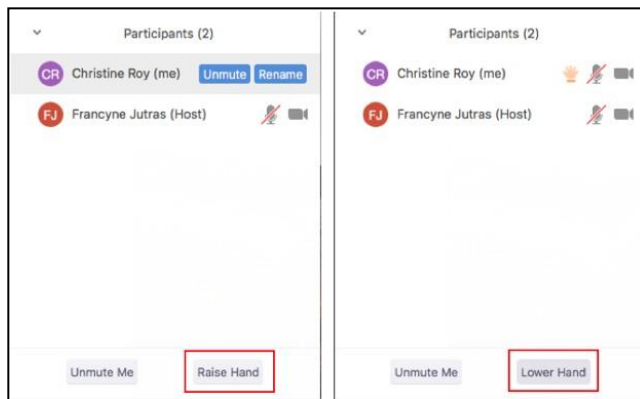 Participants (2)
CR Christine Roy (me) Unmute Rename
FJ Francyne Jutras (Host)
Unmute Me Raise Hand
Participants (2)
CR Christine Roy (me)
FJ Francyne Jutras (Host)
Unmute Me Lower Hand